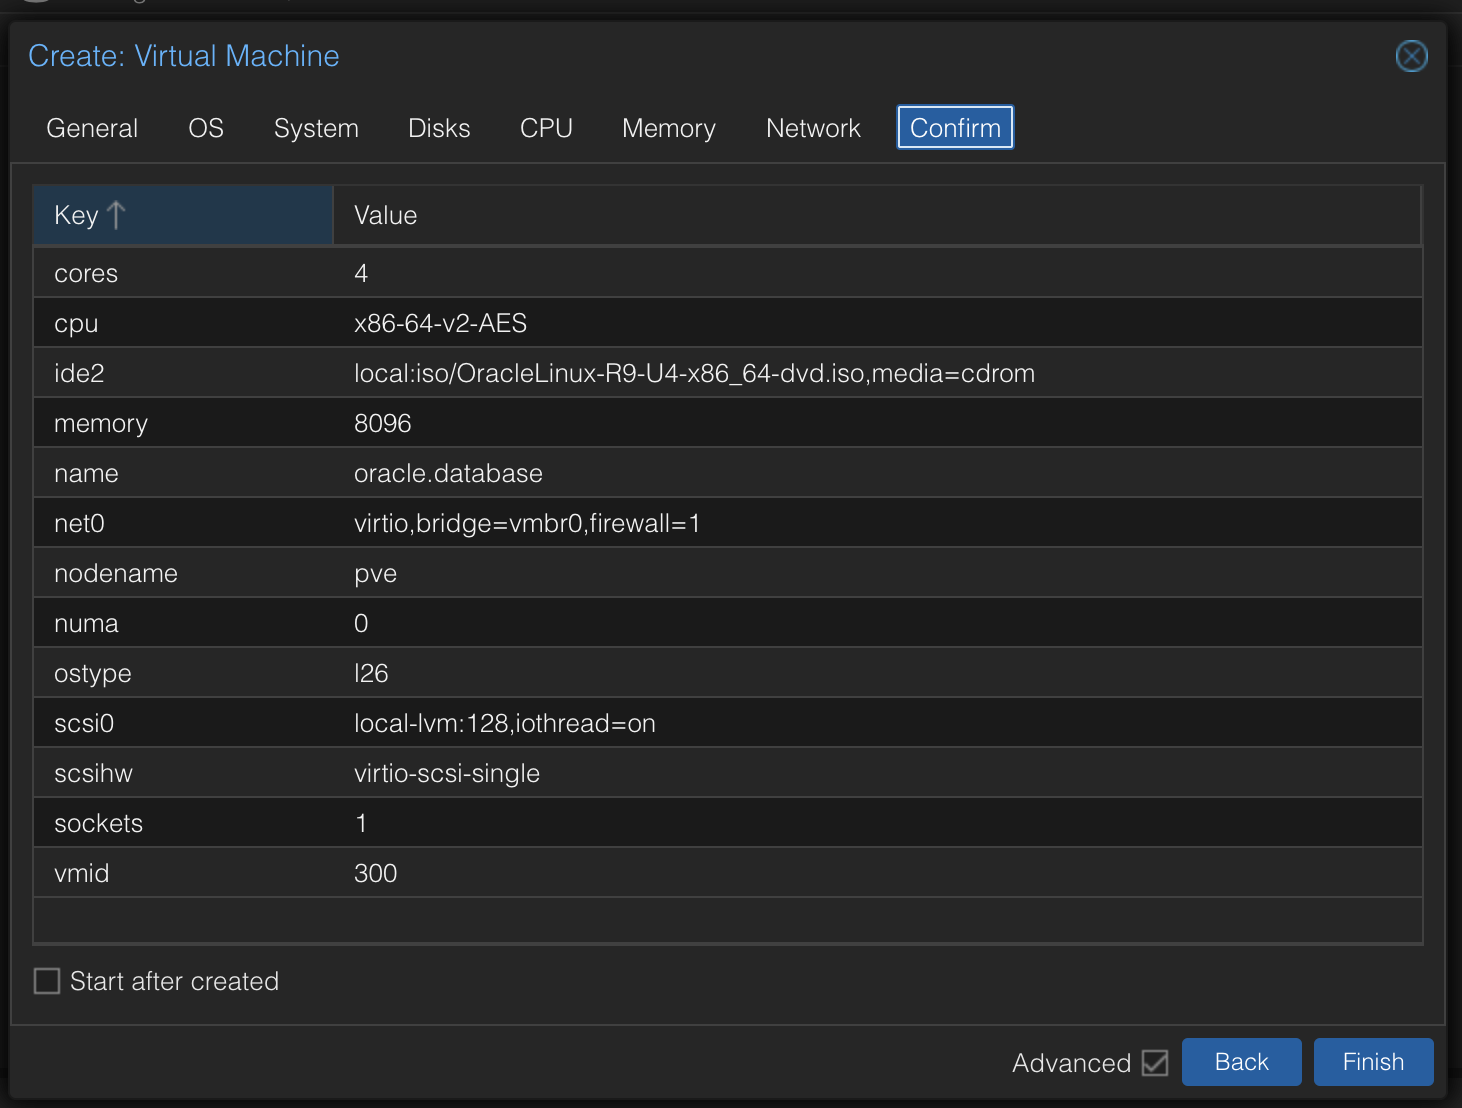 Create: Virtual Machine
General OS System Disks CPU Memory Network Confirm
Key Value
cores 4
cpu x86-64-v2-AES
ide2 local:iso/OracleLinux-R9-U4-x86_64-dvd.iso,media=cdrom
memory 8096
name oracle.database
net0 virtio,bridge=vmbr0,firewall=1
nodename pve
numa 0
ostype l26
scsi0 local-lvm:128,iothread=on
scsihw virtio-scsi-single
sockets 1
vmid 300
Start after created
Advanced Back Finish